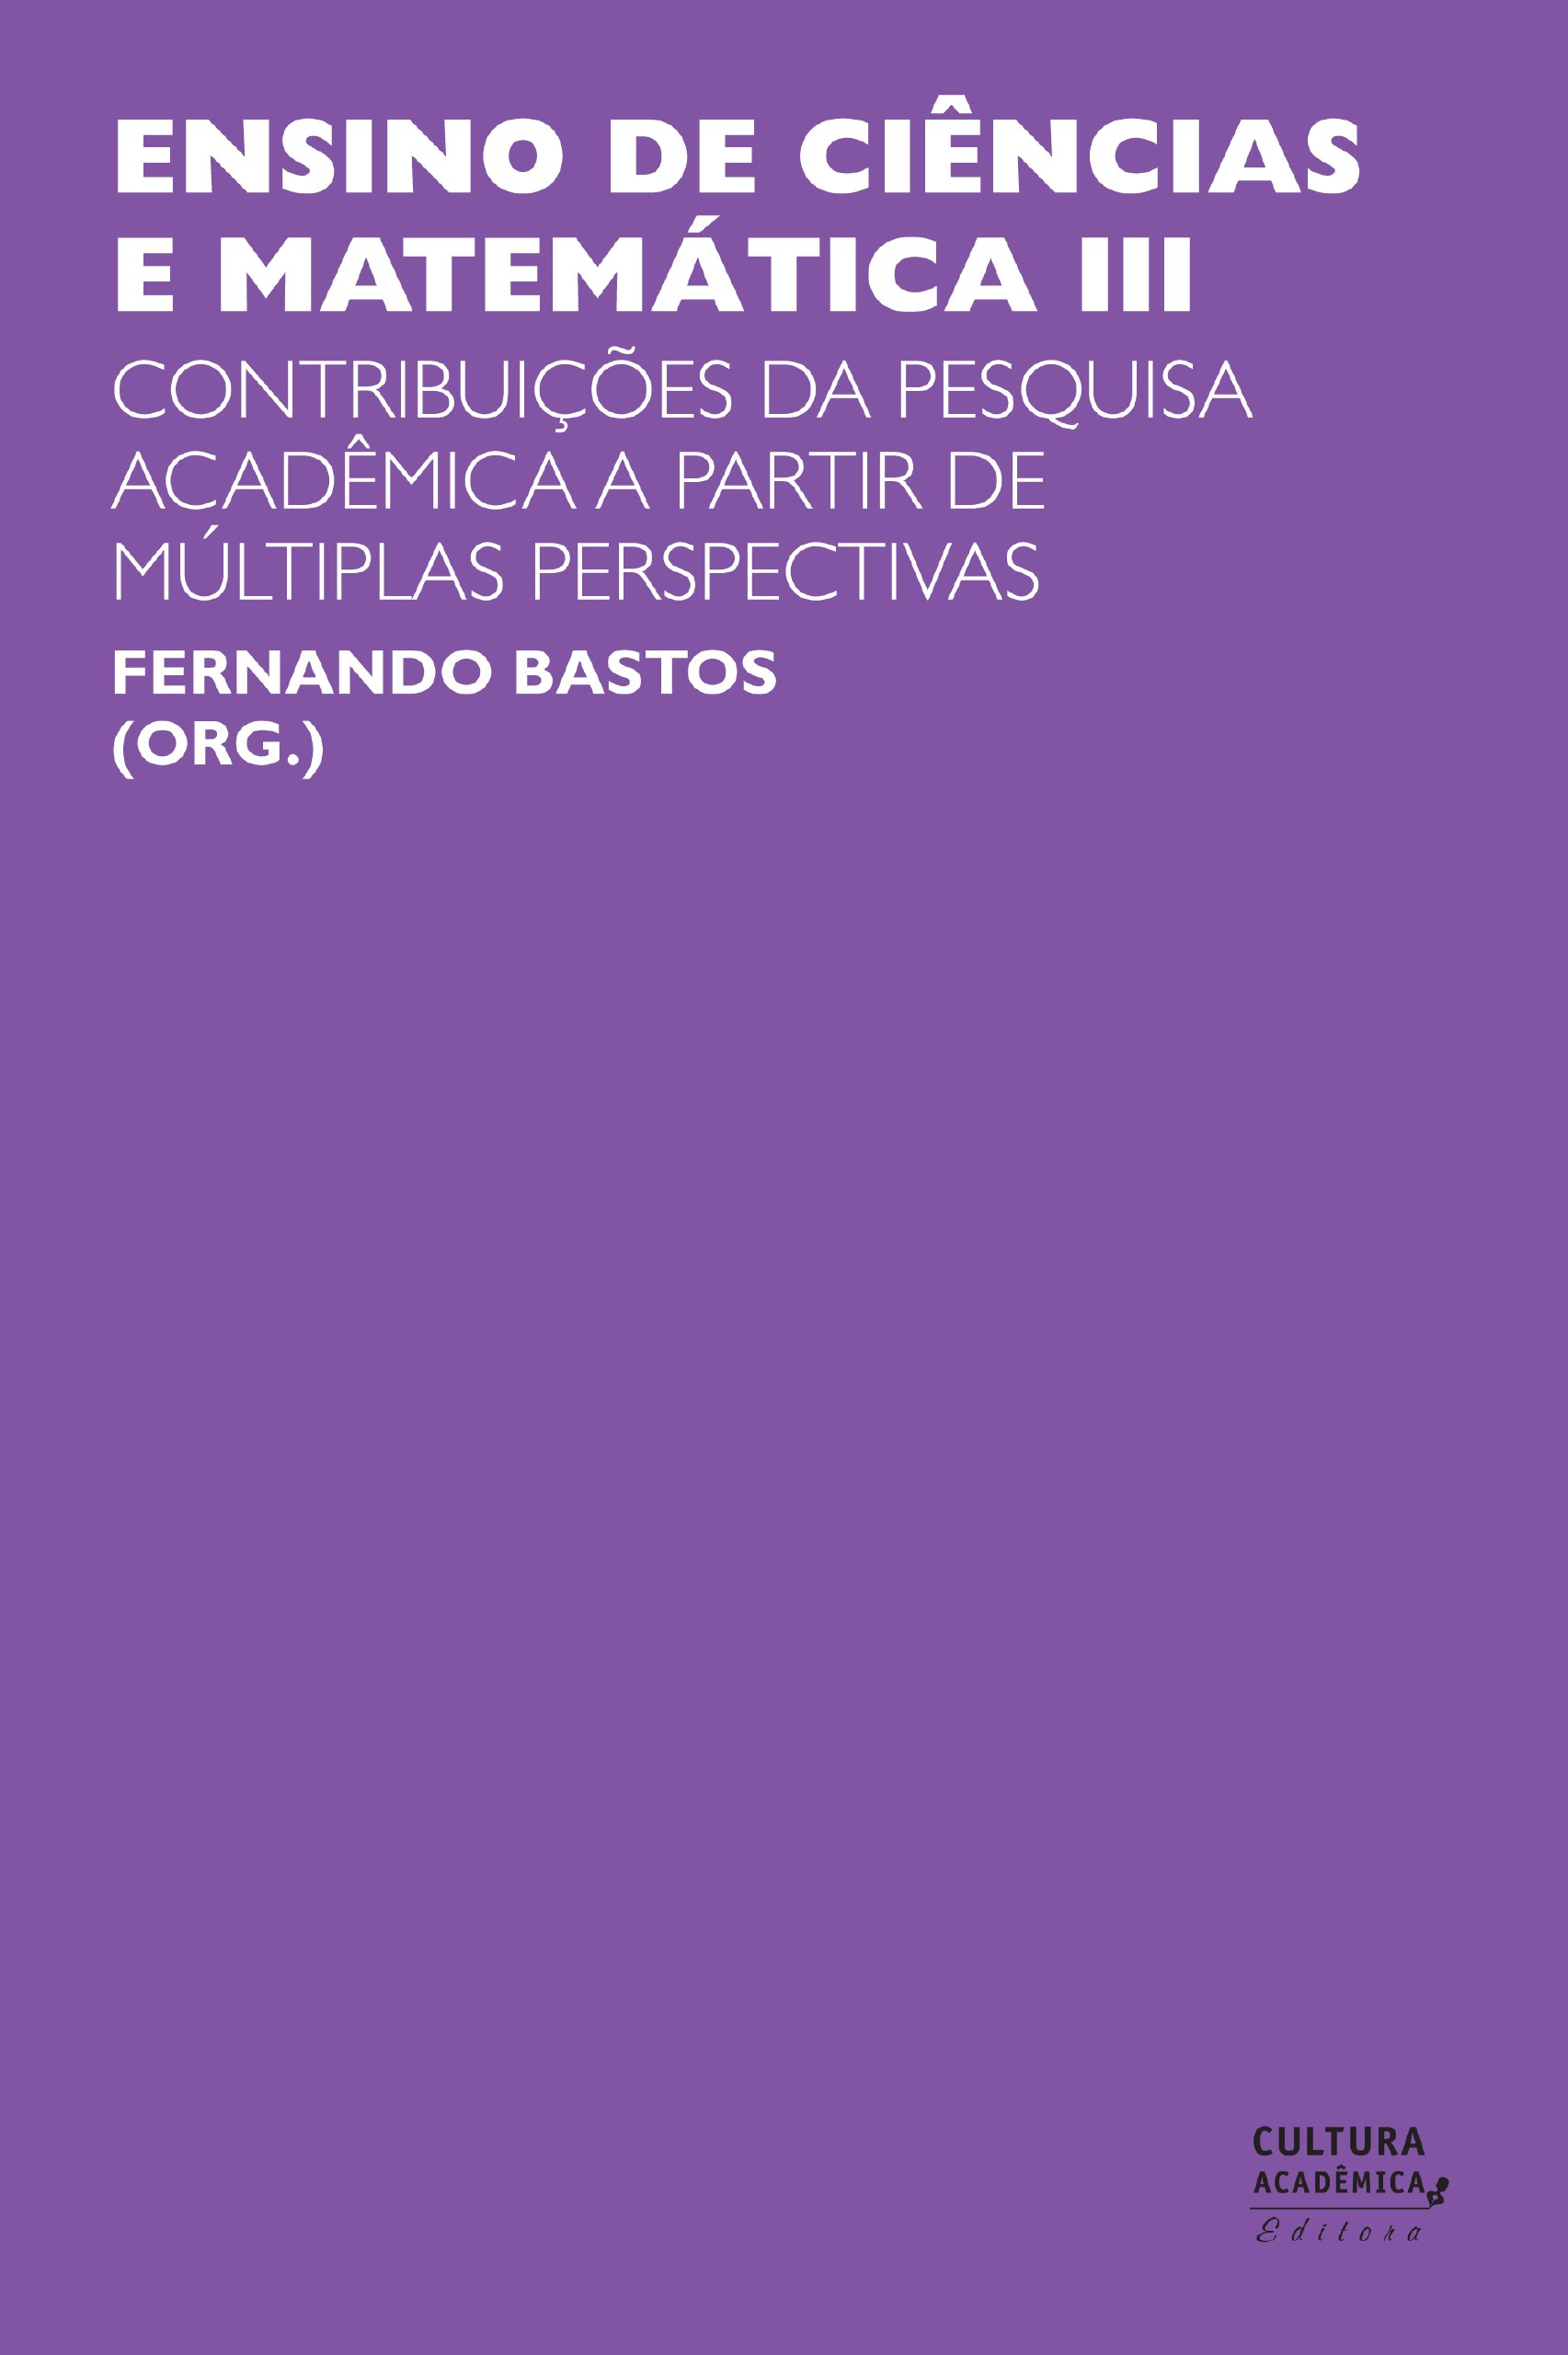 ENSINO DE CIÊNCIAS
E MATEMÁTICA III
CONTRIBUIÇÕES DA PESQUISA
ACADÊMICA A PARTIR DE
MÚLTIPLAS PERSPECTIVAS
FERNANDO BASTOS
(ORG.)
CULTURA
ACADÊMICA
Editora